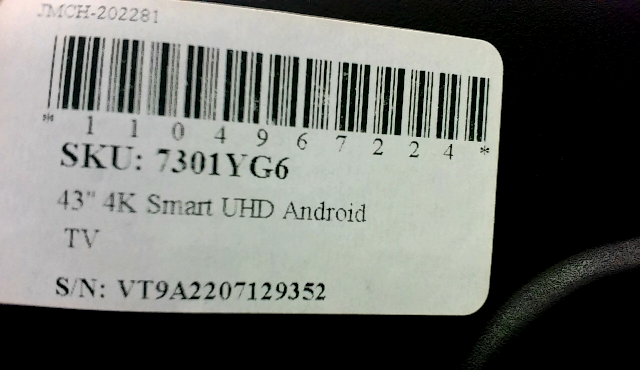 JMCH-202281
*1104967224*
SKU: 7301YG6
43" 4K Smart UHD Android
TV
S/N: VT9A2207129352